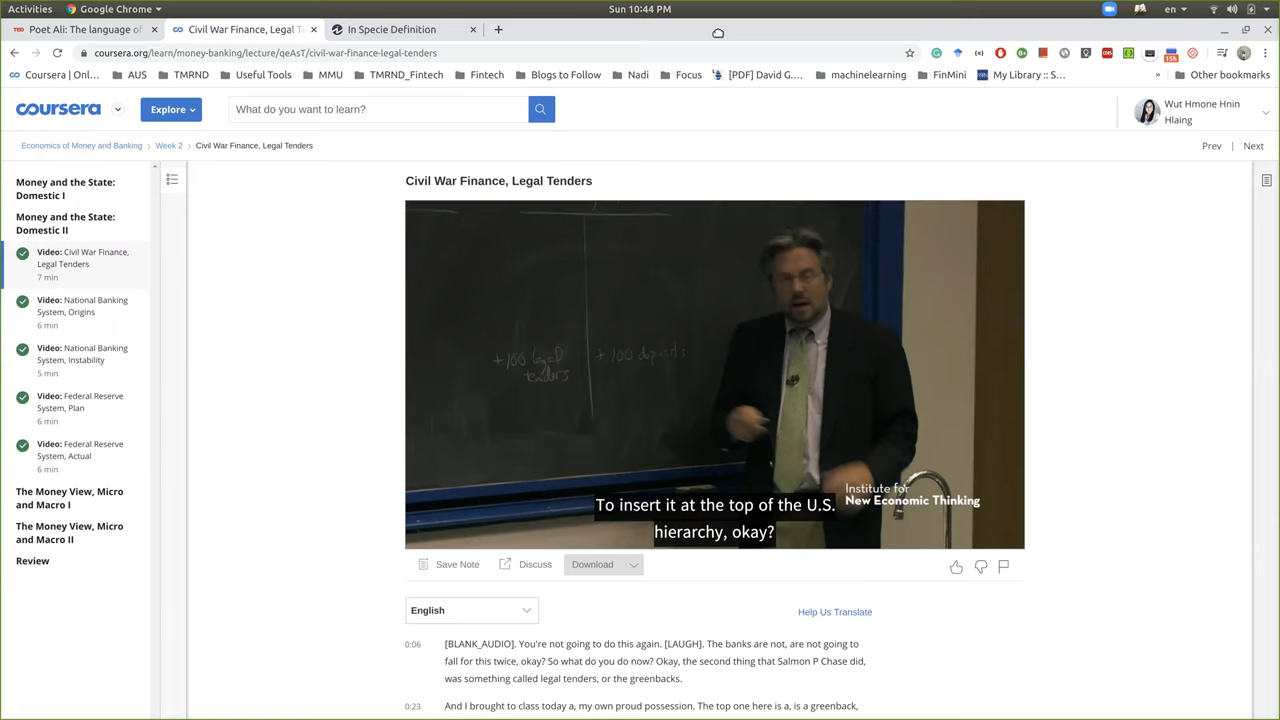 Activities
Google Chrome
Sun 10:44 PM
en
Poet Ali: The language of
Civil War Finance, Legal T
In Specie Definition
coursera.org/learn/money-banking/lecture/qeAsT/civil-war-finance-legal-tenders
Coursera | Onl…
AUS
TMRND
Useful Tools
MMU
TMRND_Fintech
Fintech
Blogs to Follow
Nadi
Focus
[PDF] David G.…
machinelearning
FinMini
My Library :: S…
»
Other bookmarks
coursera
Explore
What do you want to learn?
Wut Hmone Hnin
Hlaing
Economics of Money and Banking > Week 2 > Civil War Finance, Legal Tenders
Prev | Next
Money and the State:
Domestic I
Money and the State:
Domestic II
Video: Civil War Finance,
Legal Tenders
7 min
Video: National Banking
System, Origins
6 min
Video: National Banking
System, Instability
5 min
Video: Federal Reserve
System, Plan
6 min
Video: Federal Reserve
System, Actual
6 min
The Money View, Micro
and Macro I
The Money View, Micro
and Macro II
Review
Civil War Finance, Legal Tenders
+100 legal
tenders
+100 deposits
Institute for
New Economic Thinking
To insert it at the top of the U.S.
hierarchy, okay?
Save Note
Discuss
Download
English
Help Us Translate
0:06
[BLANK_AUDIO]. You're not going to do this again. [LAUGH]. The banks are not, are not going to
fall for this twice, okay? So what do you do now? Okay, the second thing that Salmon P Chase did,
was something called legal tenders, or the greenbacks.
0:23
And I brought to class today a, my own proud possession. The top one here is a, is a greenback,